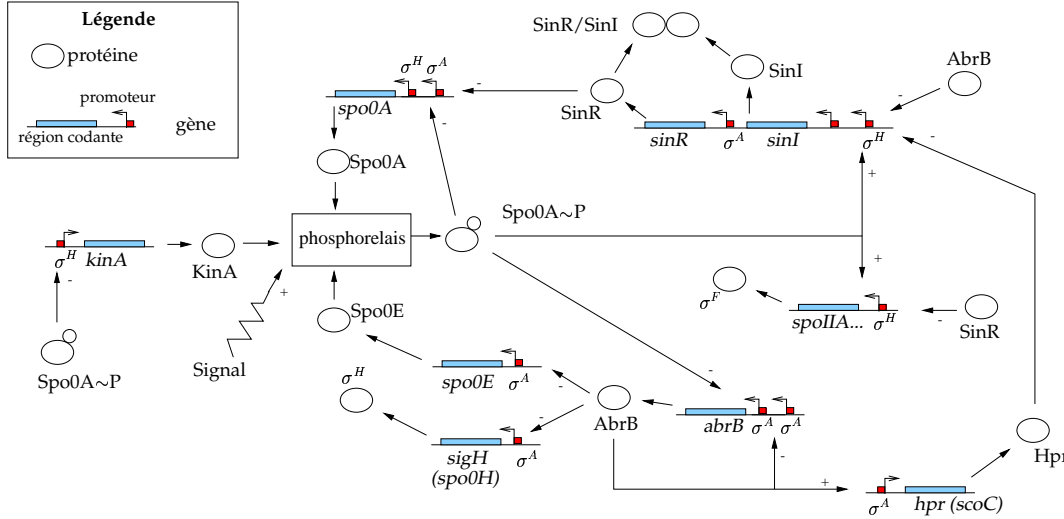 Légende
protéine
promoteur
région codante
gène
σH σA
spo0A
-
-
SinR/SinI
SinR
SinI
AbrB
-
-
sinR
σA
sinI
σH
+
Spo0A
Spo0A~P
phosphorelais
σH
kinA
KinA
-
+
Signal
Spo0A~P
Spo0E
σH
spo0E
σA
-
-
AbrB
sigH
(spo0H)
σA
-
abrB
σA σA
-
+
+
σF
spoIIA...
σH
-
SinR
σA
hpr (scoC)
Hpr